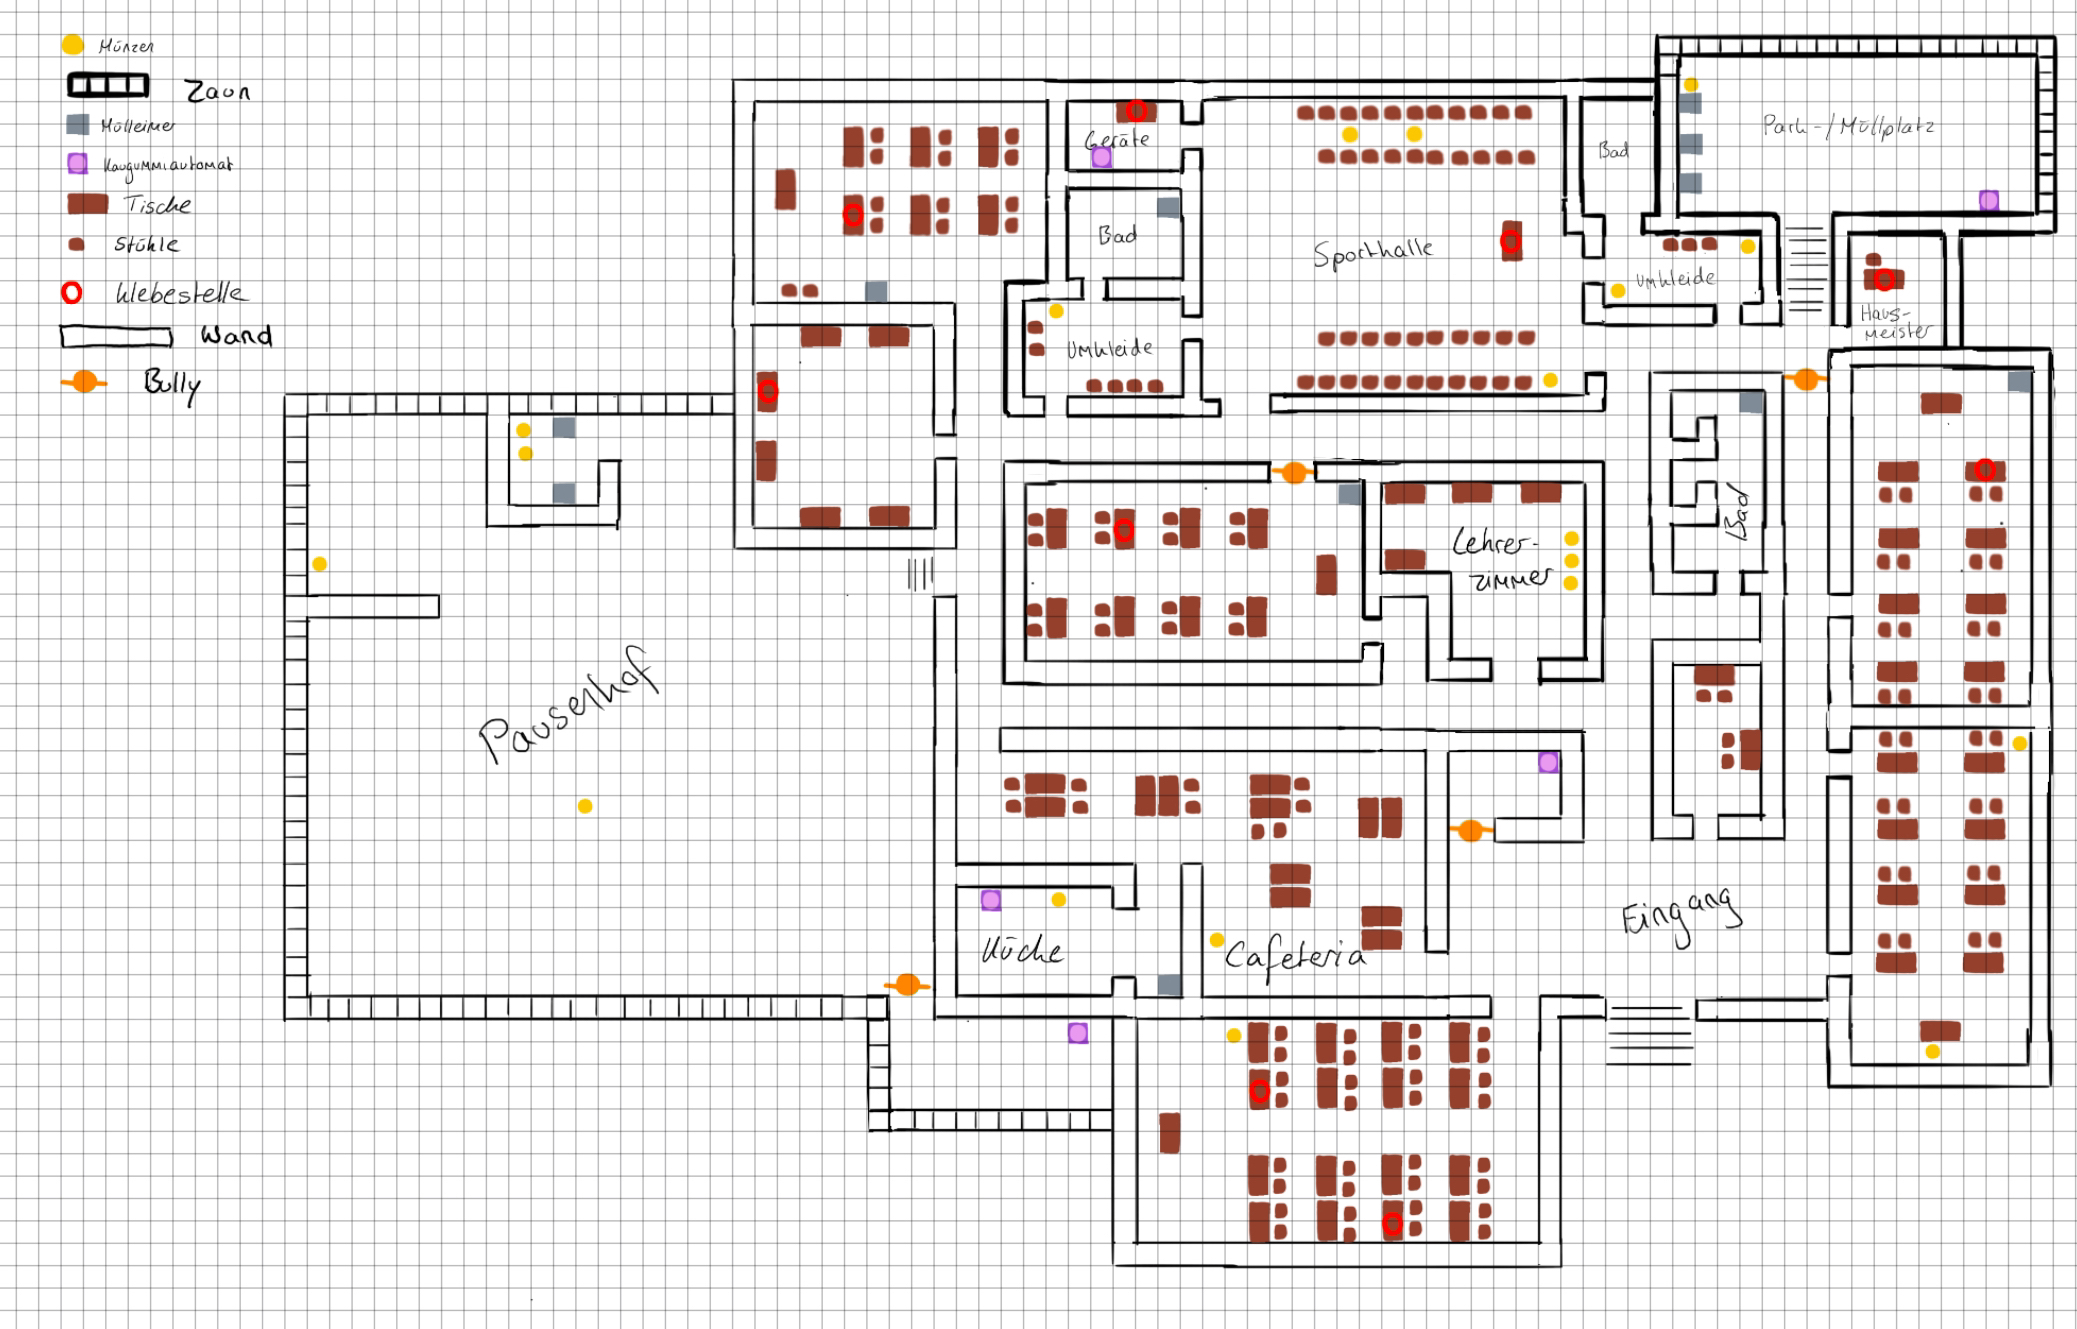 Münzen
Zaun
Mülleimer
Kaugummiautomat
Tische
Stühle
Klebestelle
Wand
Bully
Geräte
Bad
Umkleide
Sporthalle
Bad
Park-/Müllplatz
Umkleide
Haus-
meister
Lehrer-
zimmer
Bad
Pausenhof
Küche
Cafeteria
Eingang